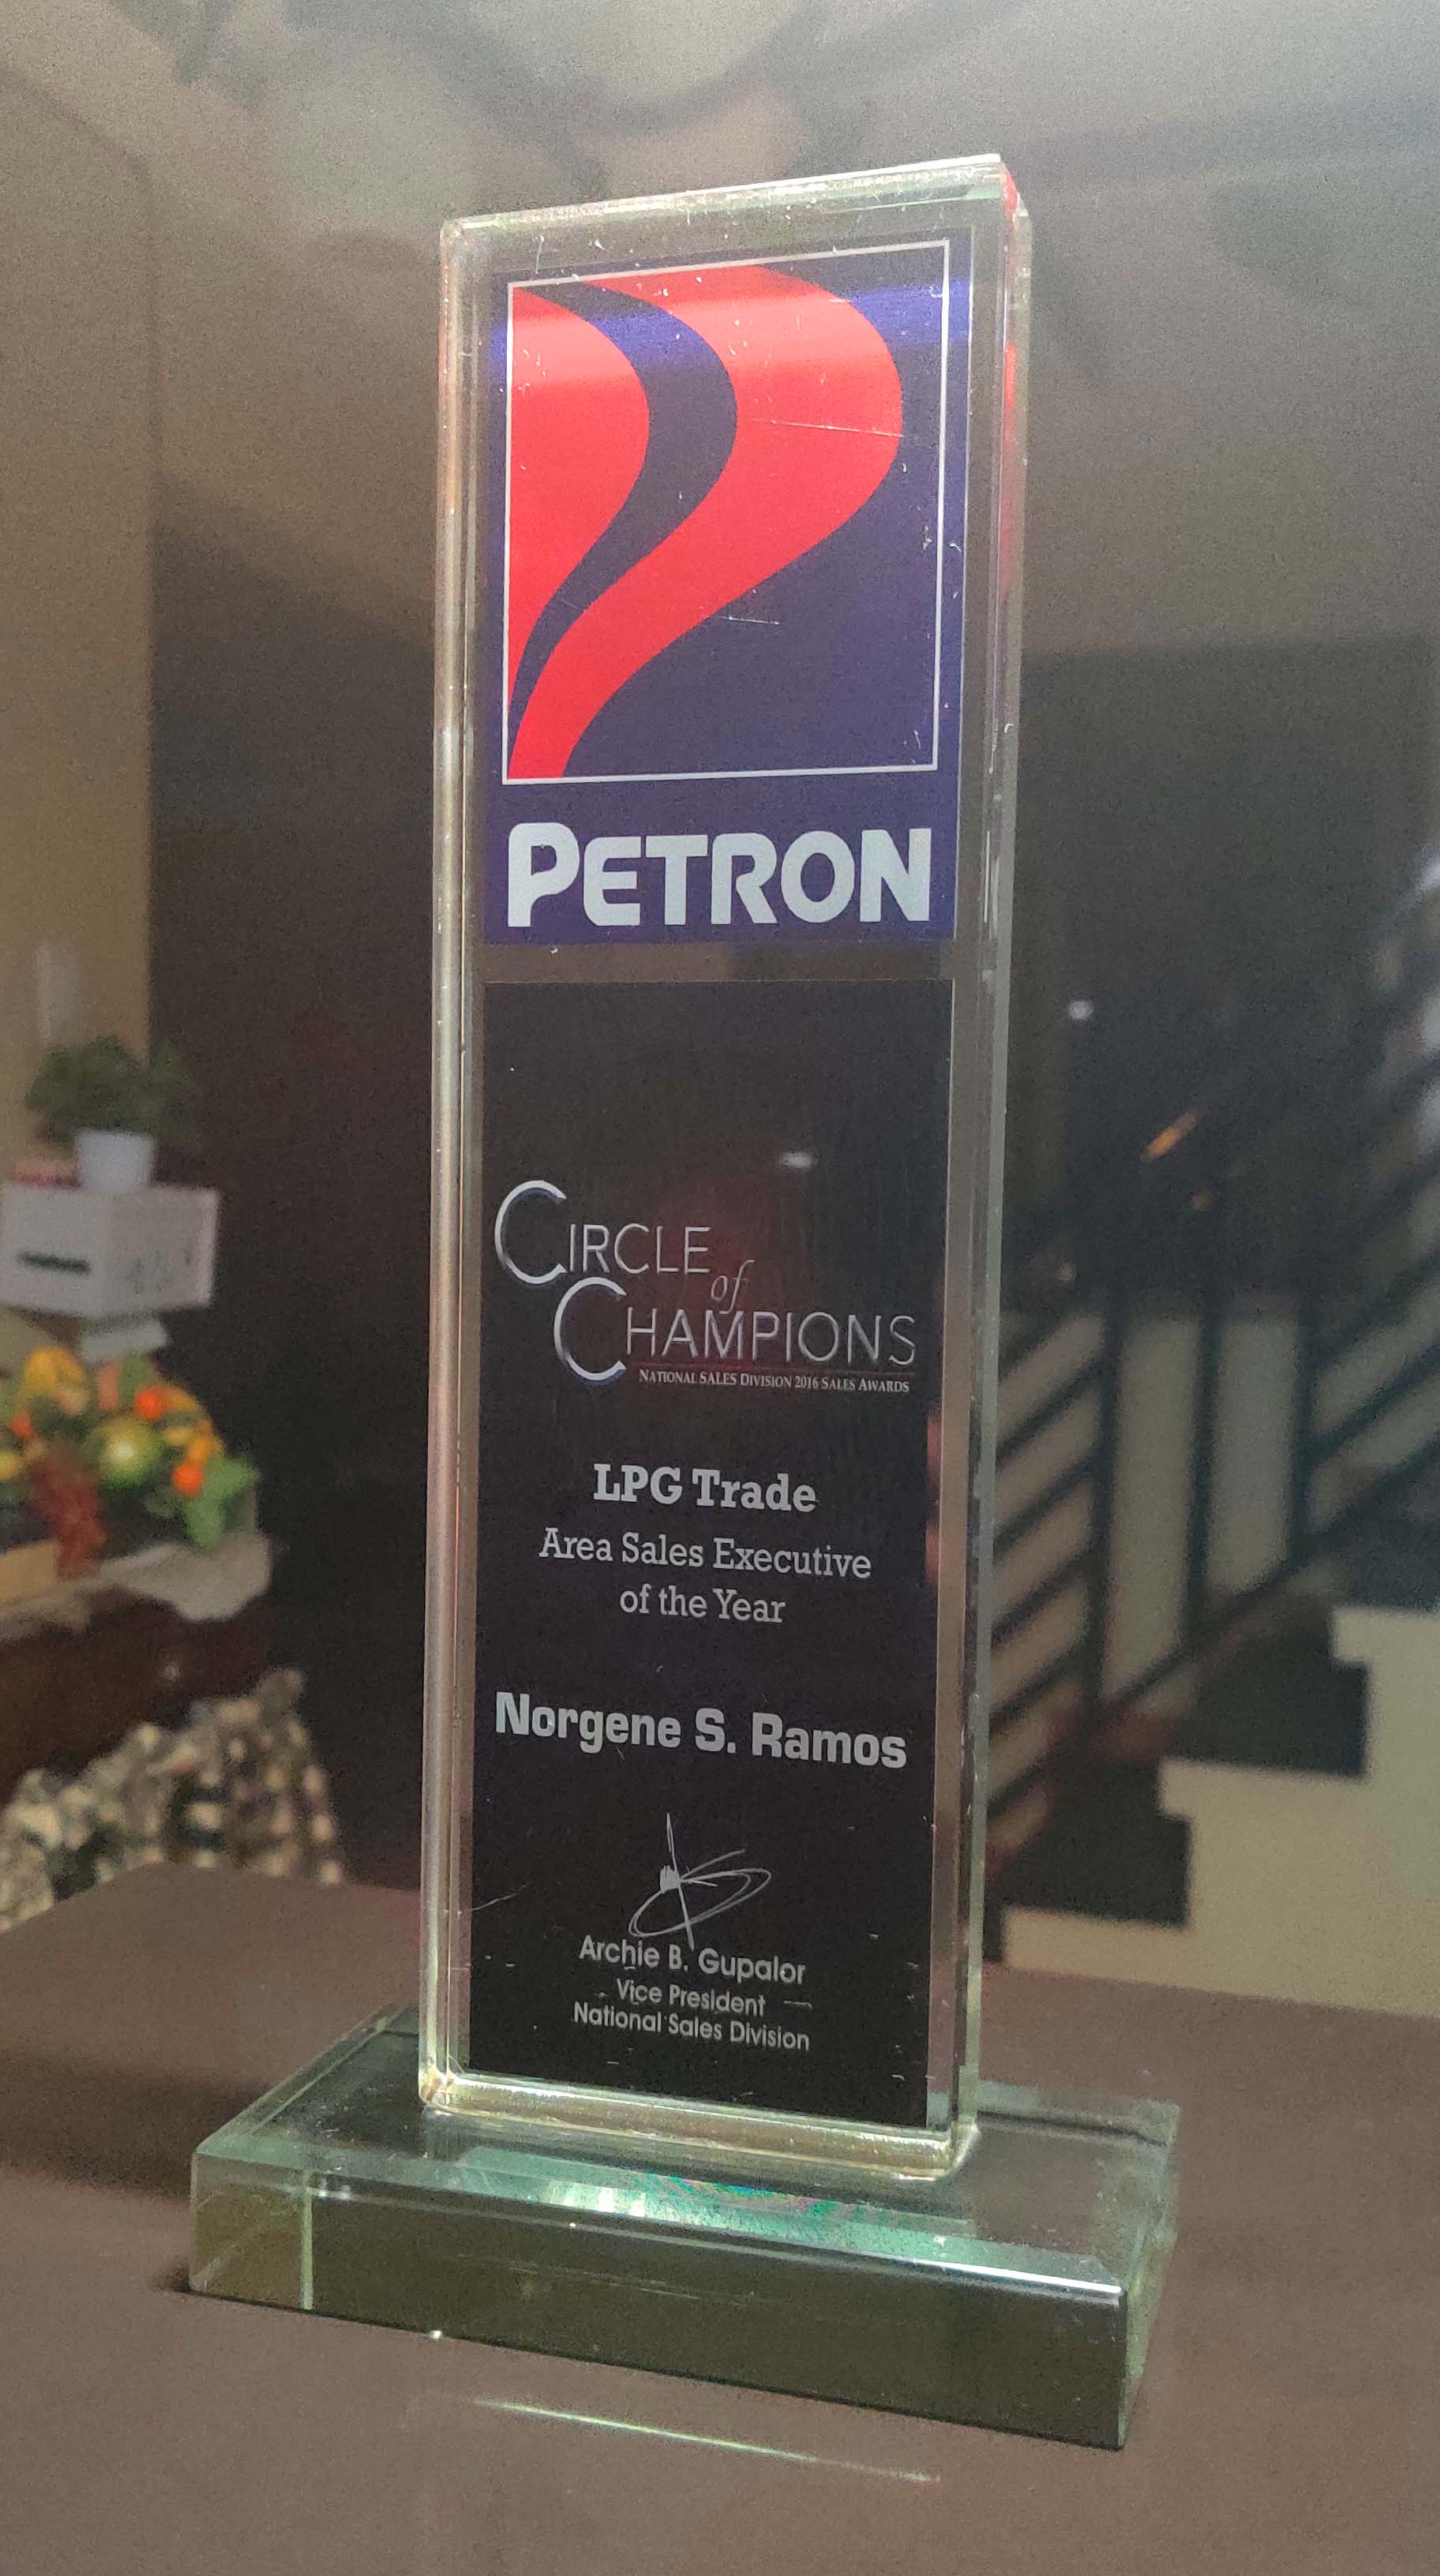 PETRON
CIRCLE
of
CHAMPIONS
NATIONAL SALES DIVISION 2016 SALES AWARDS
LPG Trade
Area Sales Executive
of the Year
Norgene S. Ramos
Archie B. Gupalor
Vice President
National Sales Division